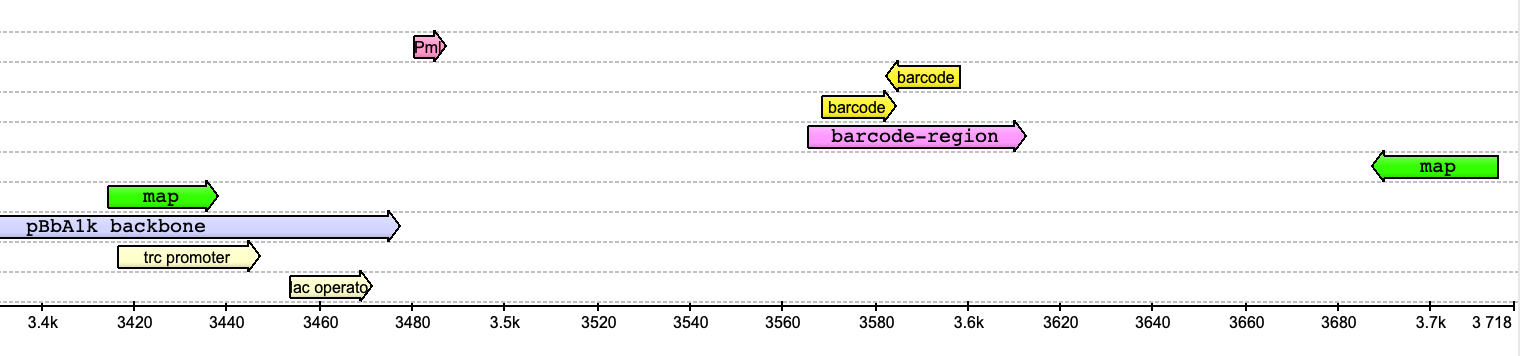 PmlI
barcode
barcode
barcode-region
map
map
pBbA1k backbone
trc promoter
lac operato
3.4k 3420 3440 3460 3480 3.5k 3520 3540 3560 3580 3.6k 3620 3640 3660 3680 3.7k 3 718